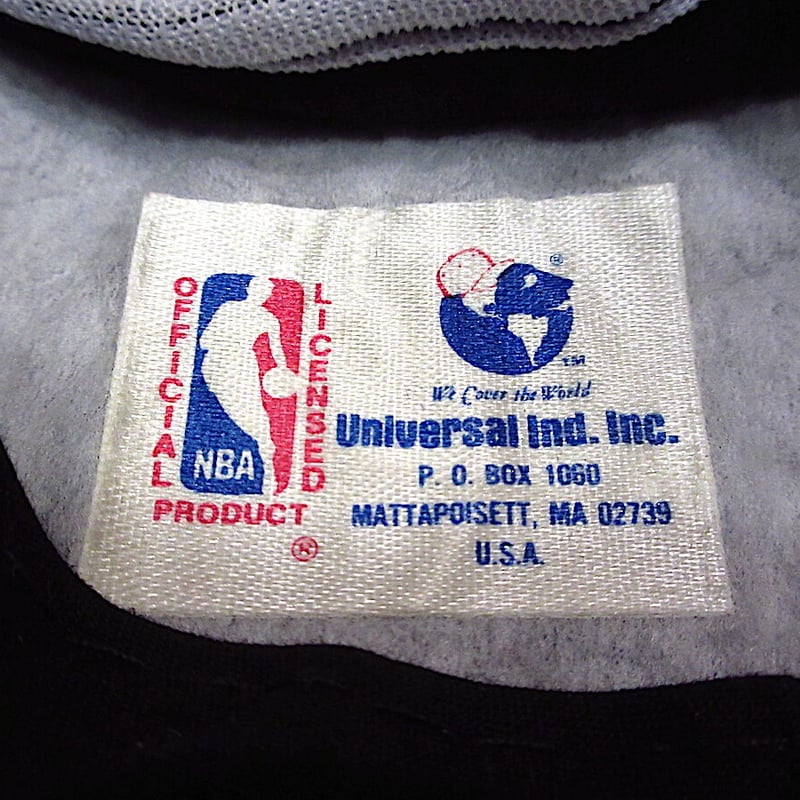 OFFICIAL
LICENSED
NBA
PRODUCT
®
®
TM
We Cover the World
Universal Ind. Inc.
P. O. BOX 1060
MATTAPOISETT, MA 02739
U.S.A.